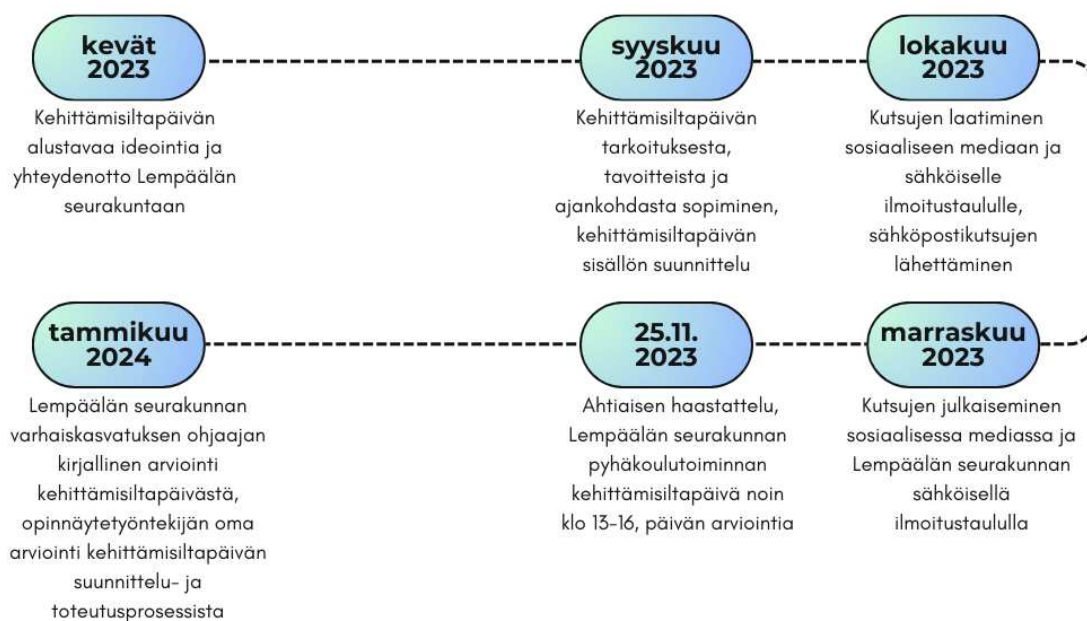 kevät
2023
Kehittämisiltapäivän
alustavaa ideointia ja
yhteydenotto Lempäälän
seurakuntaan
syyskuu
2023
Kehittämisiltapäivän
tarkoituksesta,
tavoitteista ja
ajankohdasta sopiminen,
kehittämisiltapäivän
sisällön suunnittelu
lokakuu
2023
Kutsujen laatiminen
sosiaaliseen mediaan ja
sähköiselle
ilmoitustaululle,
sähköpostikutsujen
lähettäminen
marraskuu
2023
Kutsujen julkaiseminen
sosiaalisessa mediassa ja
Lempäälän seurakunnan
sähköisellä
ilmoitustaululla
25.11.
2023
Ahtiaisen haastattelu,
Lempäälän seurakunnan
pyhäkoulutoiminnan
kehittämisiltapäivä noin
klo 13-16, päivän arviointia
tammikuu
2024
Lempäälän seurakunnan
varhaiskasvatuksen ohjaajan
kirjallinen arviointi
kehittämisiltapäivästä,
opinnäytetyöntekijän oma
arviointi kehittämisiltapäivän
suunnittelu- ja
toteutusprosessista